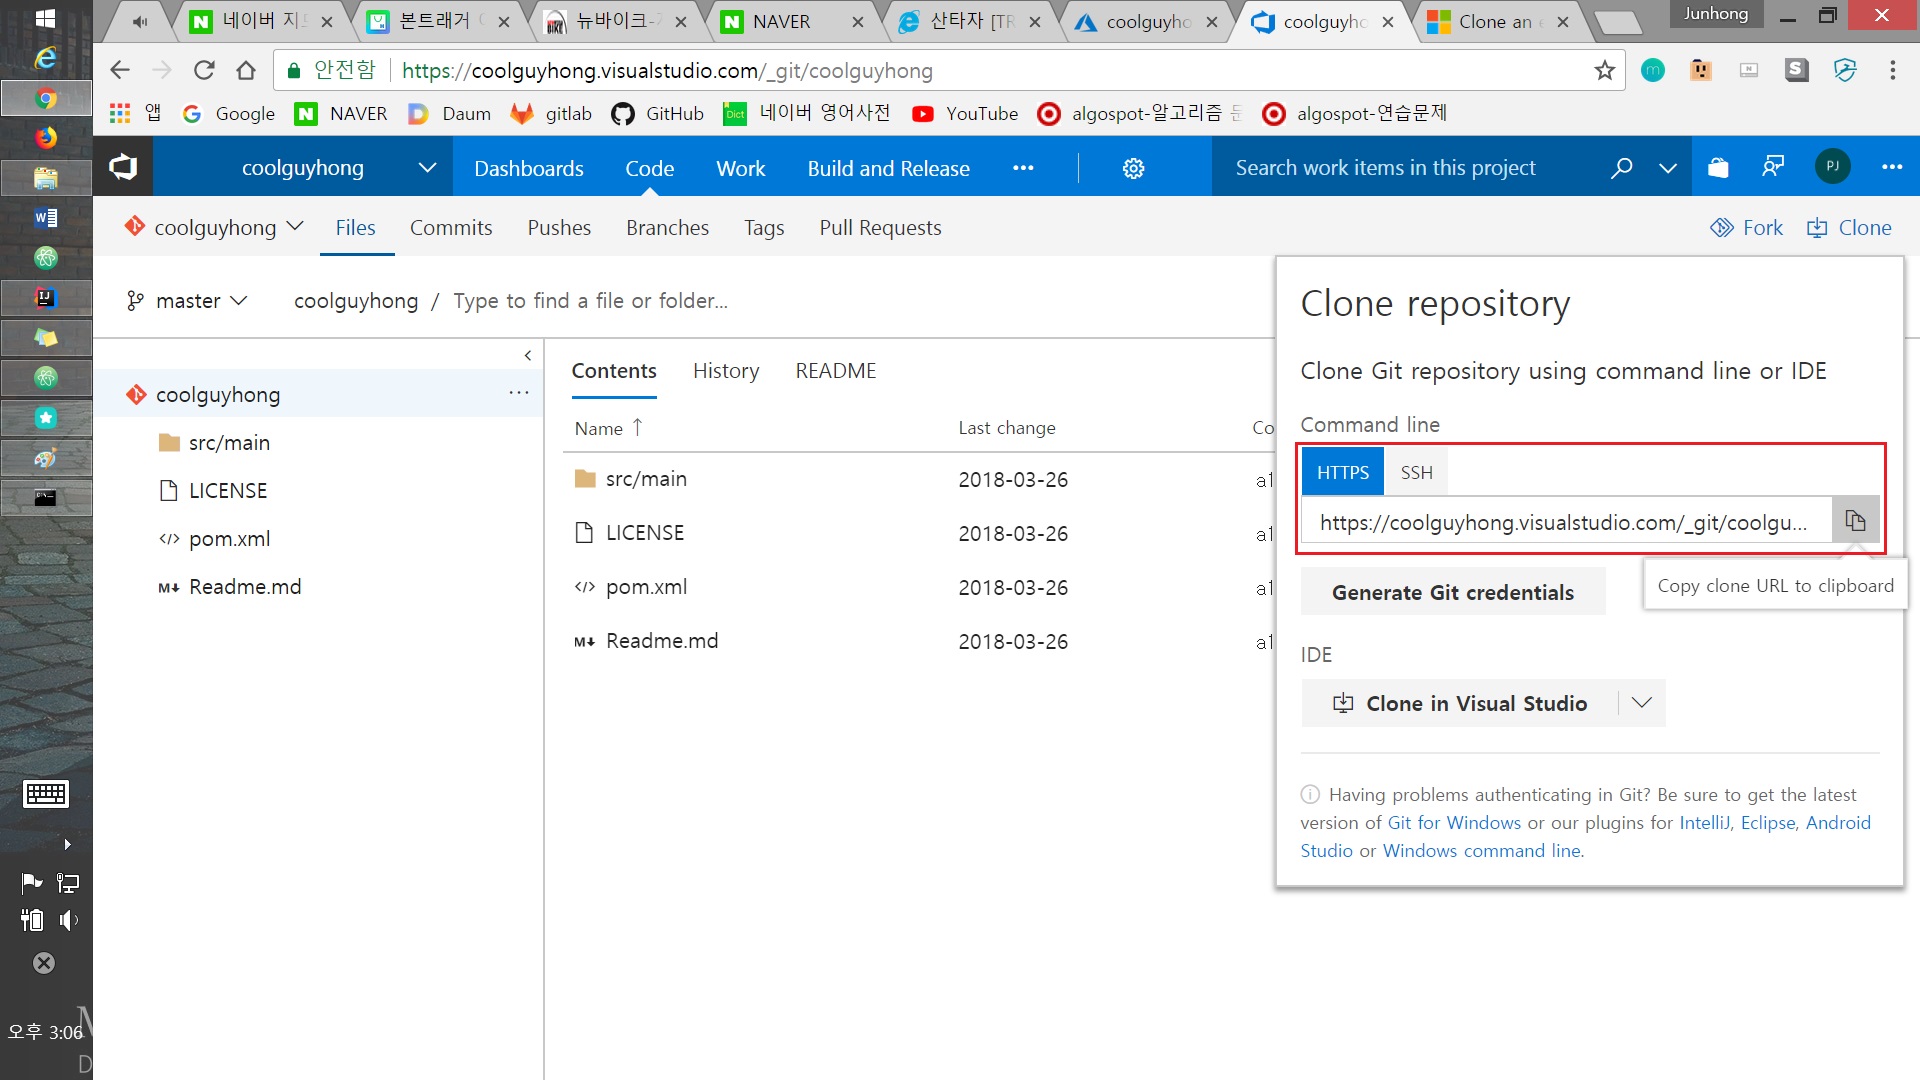 네이버 지도
본트래거
뉴바이크-
NAVER
산타자 [TR
coolguyho
coolguyho
Clone an e
Junhong
안전함
https://coolguyhong.visualstudio.com/_git/coolguyhong
앱
Google
NAVER
Daum
gitlab
GitHub
Dict
네이버 영어사전
YouTube
algospot-알고리즘 문
algospot-연습문제
coolguyhong
Dashboards
Code
Work
Build and Release
Search work items in this project
PJ
coolguyhong
Files
Commits
Pushes
Branches
Tags
Pull Requests
Fork
Clone
master
coolguyhong / Type to find a file or folder...
coolguyhong
src/main
LICENSE
pom.xml
Readme.md
Contents
History
README
Name ↑
Last change
Co
src/main 2018-03-26 a1
LICENSE 2018-03-26 a1
pom.xml 2018-03-26 a1
Readme.md 2018-03-26 a1
Clone repository
Clone Git repository using command line or IDE
Command line
HTTPS
SSH
https://coolguyhong.visualstudio.com/_git/coolgu...
Generate Git credentials
Copy clone URL to clipboard
IDE
Clone in Visual Studio
Having problems authenticating in Git? Be sure to get the latest
version of Git for Windows or our plugins for IntelliJ, Eclipse, Android
Studio or Windows command line.
오후 3:06